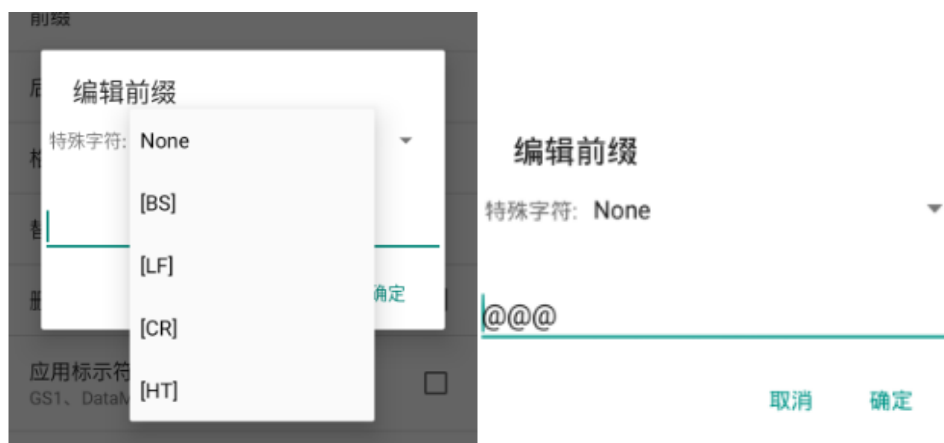 前缀
编辑前缀
特殊字符: None
[BS]
[LF]
[CR]
[HT]
确定
应用标示符
GS1、Data
编辑前缀
特殊字符: None
@@@
取消
确定